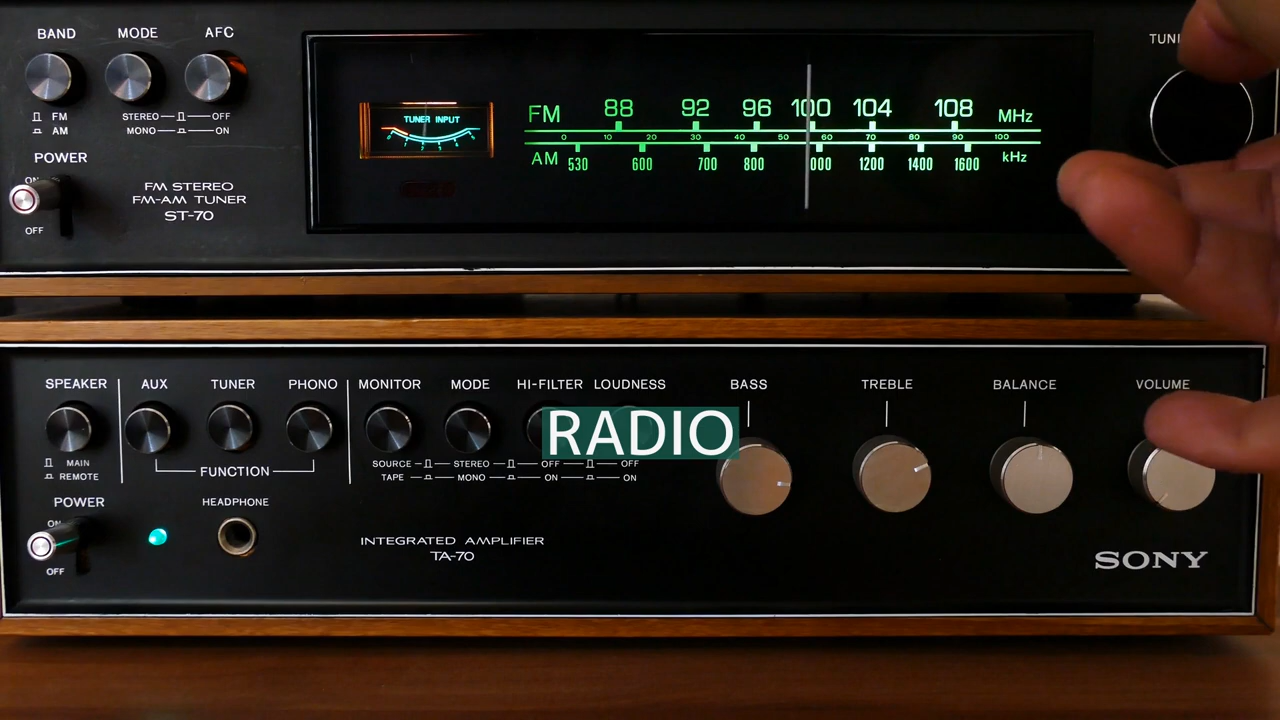 BAND MODE AFC
TUNI
FM
AM
STEREO OFF
MONO ON
POWER
ON
OFF
FM STEREO
FM-AM TUNER
ST-70
TUNER INPUT
FM 88 92 96 100 104 108 MHz
0 10 20 30 40 50 60 70 80 90 100
AM 530 600 700 800 000 1200 1400 1600 kHz
SPEAKER AUX TUNER PHONO MONITOR MODE HI-FILTER LOUDNESS BASS TREBLE BALANCE VOLUME
RADIO
MAIN
REMOTE
FUNCTION
SOURCE STEREO OFF OFF
TAPE MONO ON ON
POWER
ON
OFF
HEADPHONE
INTEGRATED AMPLIFIER
TA-70
SONY